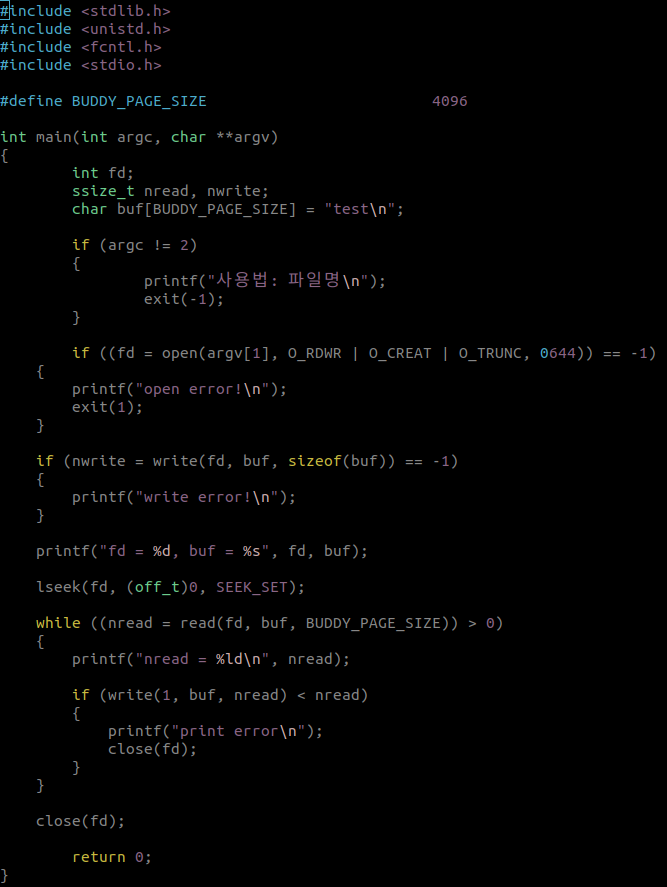 #include <stdlib.h>
#include <unistd.h>
#include <fcntl.h>
#include <stdio.h>

#define BUDDY_PAGE_SIZE                         4096

int main(int argc, char **argv)
{
        int fd;
        ssize_t nread, nwrite;
        char buf[BUDDY_PAGE_SIZE] = "test\n";

        if (argc != 2)
        {
                printf("사용법: 파일명\n");
                exit(-1);
        }

        if ((fd = open(argv[1], O_RDWR | O_CREAT | O_TRUNC, 0644)) == -1)
    {
        printf("open error!\n");
        exit(1);
    }

    if (nwrite = write(fd, buf, sizeof(buf)) == -1)
    {
        printf("write error!\n");
    }

    printf("fd = %d, buf = %s", fd, buf);

    lseek(fd, (off_t)0, SEEK_SET);

    while ((nread = read(fd, buf, BUDDY_PAGE_SIZE)) > 0)
    {
        printf("nread = %ld\n", nread);

        if (write(1, buf, nread) < nread)
        {
            printf("print error\n");
            close(fd);
        }
    }

    close(fd);

        return 0;
}